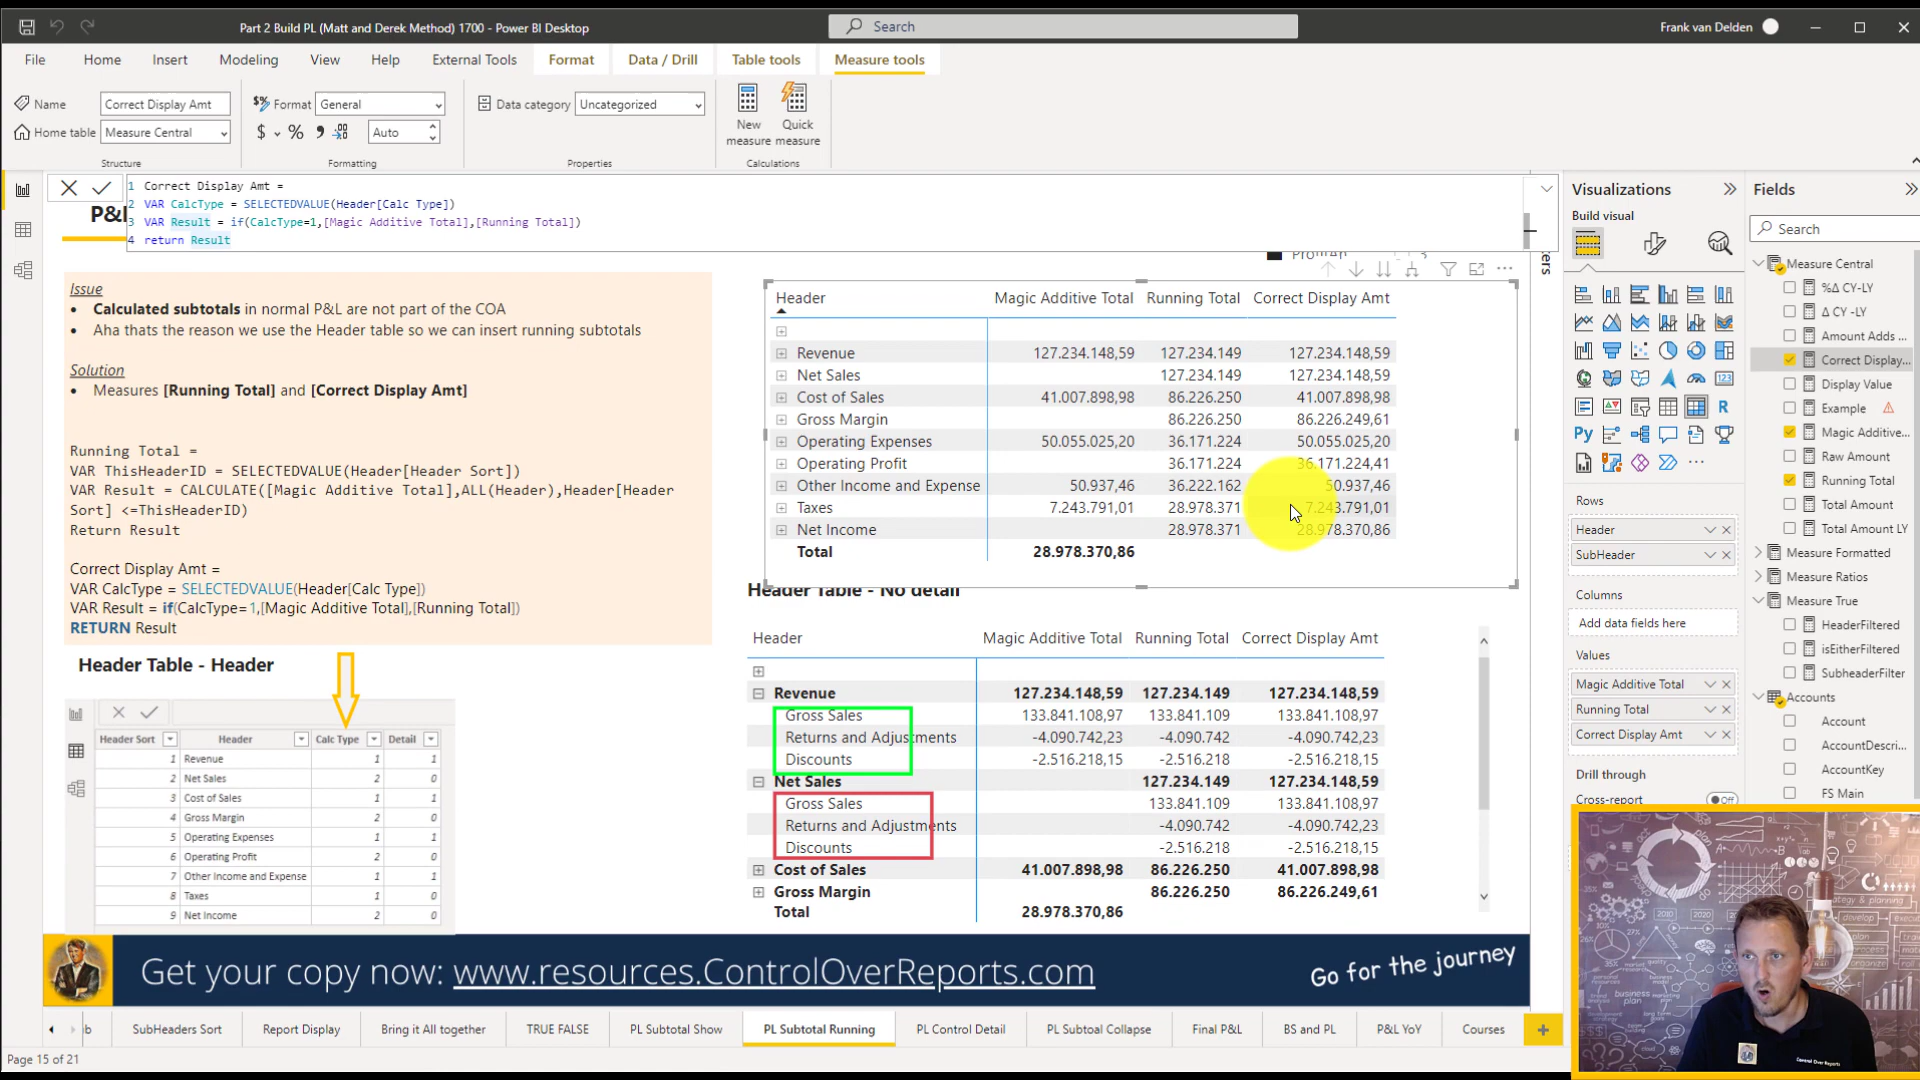 Part 2 Build PL (Matt and Derek Method) 1700 - Power BI Desktop
Search
Frank van Delden
File Home Insert Modeling View Help External Tools Format Data / Drill Table tools Measure tools
Name Correct Display Amt
Home table Measure Central
Structure
Format General
$ % Auto
Formatting
Data category Uncategorized
Properties
New measure
Quick measure
Calculations
1 Correct Display Amt =
2 VAR CalcType = SELECTEDVALUE(Header[Calc Type])
3 VAR Result = if(CalcType=1,[Magic Additive Total],[Running Total])
4 return Result
Issue
• Calculated subtotals in normal P&L are not part of the COA
• Aha thats the reason we use the Header table so we can insert running subtotals
Solution
• Measures [Running Total] and [Correct Display Amt]
Running Total =
VAR ThisHeaderID = SELECTEDVALUE(Header[Header Sort])
VAR Result = CALCULATE([Magic Additive Total],ALL(Header),Header[Header
Sort] <=ThisHeaderID)
Return Result
Correct Display Amt =
VAR CalcType = SELECTEDVALUE(Header[Calc Type])
VAR Result = if(CalcType=1,[Magic Additive Total],[Running Total])
RETURN Result
Header Table - Header
Header Sort Header Calc Type Detail
1 Revenue 1 1
2 Net Sales 2 0
3 Cost of Sales 1 1
4 Gross Margin 2 0
5 Operating Expenses 1 1
6 Operating Profit 2 0
7 Other Income and Expense 1 1
8 Taxes 1 0
9 Net Income 2 0
Header Magic Additive Total Running Total Correct Display Amt
Revenue 127.234.148,59 127.234.149 127.234.148,59
Net Sales 127.234.149 127.234.148,59
Cost of Sales 41.007.898,98 86.226.250 41.007.898,98
Gross Margin 86.226.250 86.226.249,61
Operating Expenses 50.055.025,20 36.171.224 50.055.025,20
Operating Profit 36.171.224 36.171.224,41
Other Income and Expense 50.937,46 36.222.162 50.937,46
Taxes 7.243.791,01 28.978.371 7.243.791,01
Net Income 28.978.371 28.978.370,86
Total 28.978.370,86
Header Table - No detail
Header Magic Additive Total Running Total Correct Display Amt
Revenue 127.234.148,59 127.234.149 127.234.148,59
Gross Sales 133.841.108,97 133.841.109 133.841.108,97
Returns and Adjustments -4.090.742,23 -4.090.742 -4.090.742,23
Discounts -2.516.218,15 -2.516.218 -2.516.218,15
Net Sales 127.234.149 127.234.148,59
Gross Sales 133.841.109 133.841.108,97
Returns and Adjustments -4.090.742 -4.090.742,23
Discounts -2.516.218 -2.516.218,15
Cost of Sales 41.007.898,98 86.226.250 41.007.898,98
Gross Margin 86.226.250 86.226.249,61
Total 28.978.370,86
Visualizations
Build visual
Rows
Header
SubHeader
Columns
Add data fields here
Values
Magic Additive Total
Running Total
Correct Display Amt
Drill through
Cross-report Off
Fields
Search
Measure Central
%Δ CY-LY
Δ CY -LY
Amount Adds ...
Correct Display...
Display Value
Example
Magic Additive...
Raw Amount
Running Total
Total Amount
Total Amount LY
Measure Formatted
Measure Ratios
Measure True
HeaderFiltered
isEitherFiltered
SubheaderFilter
Accounts
Account
AccountDescri...
AccountKey
FS Main
Get your copy now: www.resources.ControlOverReports.com
Go for the journey
SubHeaders Sort Report Display Bring it All together TRUE FALSE PL Subtotal Show PL Subtotal Running PL Control Detail PL Subtoal Collapse Final P&L BS and PL P&L YoY Courses
Page 15 of 21